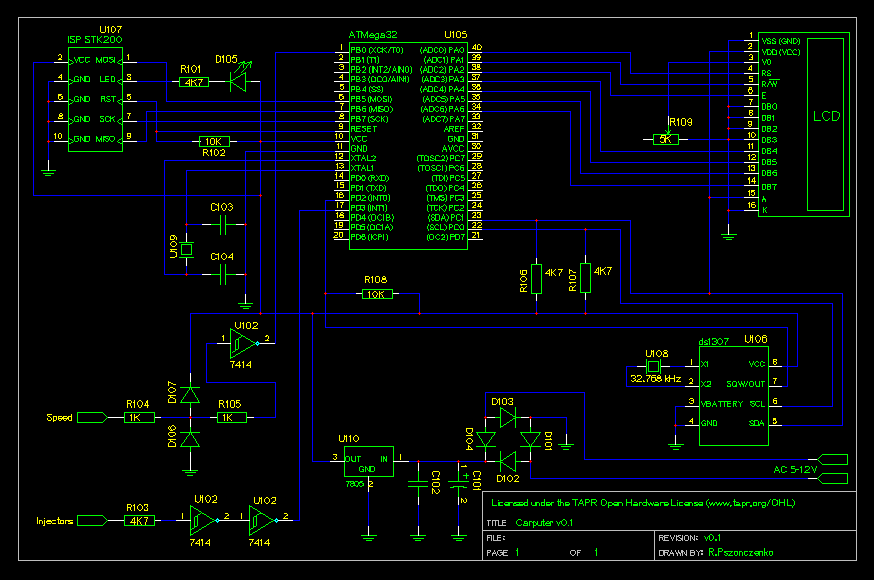 U107
ISP STK200
2 VCC MOSI 1
4 GND LED 3
6 GND RST 5
8 GND SCK 7
10 GND MISO 9
R101
4K7
D105
10K
R102
ATMega32 U105
1 PB0 (XCK/T0) (ADC0) PA0 40
2 PB1 (T1) (ADC1) PA1 39
3 PB2 (INT2/AIN0) (ADC2) PA2 38
4 PB3 (OC0/AIN1) (ADC3) PA3 37
5 PB4 (SS) (ADC4) PA4 36
6 PB5 (MOSI) (ADC5) PA5 35
7 PB6 (MISO) (ADC6) PA6 34
8 PB7 (SCK) (ADC7) PA7 33
9 RESET AREF 32
10 VCC GND 31
11 GND AVCC 30
12 XTAL2 (TOSC2) PC7 29
13 XTAL1 (TOSC1) PC6 28
14 PD0 (RXD) (TDI) PC5 27
15 PD1 (TXD) (TDO) PC4 26
16 PD2 (INT0) (TMS) PC3 25
17 PD3 (INT1) (TCK) PC2 24
18 PD4 (OC1B) (SDA) PC1 23
19 PD5 (OC1A) (SCL) PC0 22
20 PD6 (ICP1) (OC2) PD7 21
1 VSS (GND)
2 VDD (VCC)
3 VO
4 RS
5 R/W
6 E
7 DB0
8 DB1
9 DB2
10 DB3
11 DB4
12 DB5
13 DB6
14 DB7
15 A
16 K
LCD
R109
5K
C103
U109
C104
R108
10K
R106
4K7
R107
4K7
U102
1 2
7414
D107
Speed
R104
1K
R105
1K
D106
U108
32.768 kHz
ds1307 U106
1 X1 VCC 8
2 X2 SQW/OUT 7
3 VBATTERY SCL 6
4 GND SDA 5
D103
D104
D101
D102
AC 5-12V
U110
3 OUT IN 1
GND
7805 2
C102
1
+
C101
2
Injectors
R103
4K7
U102
1 2
7414
U102
1 2
7414
Licensed under the TAPR Open Hardware License (www.tapr.org/OHL)
TITLE Carputer v0.1
FILE: REVISION: v0.1
PAGE 1 OF 1 DRAWN BY: R.Pszonczenko